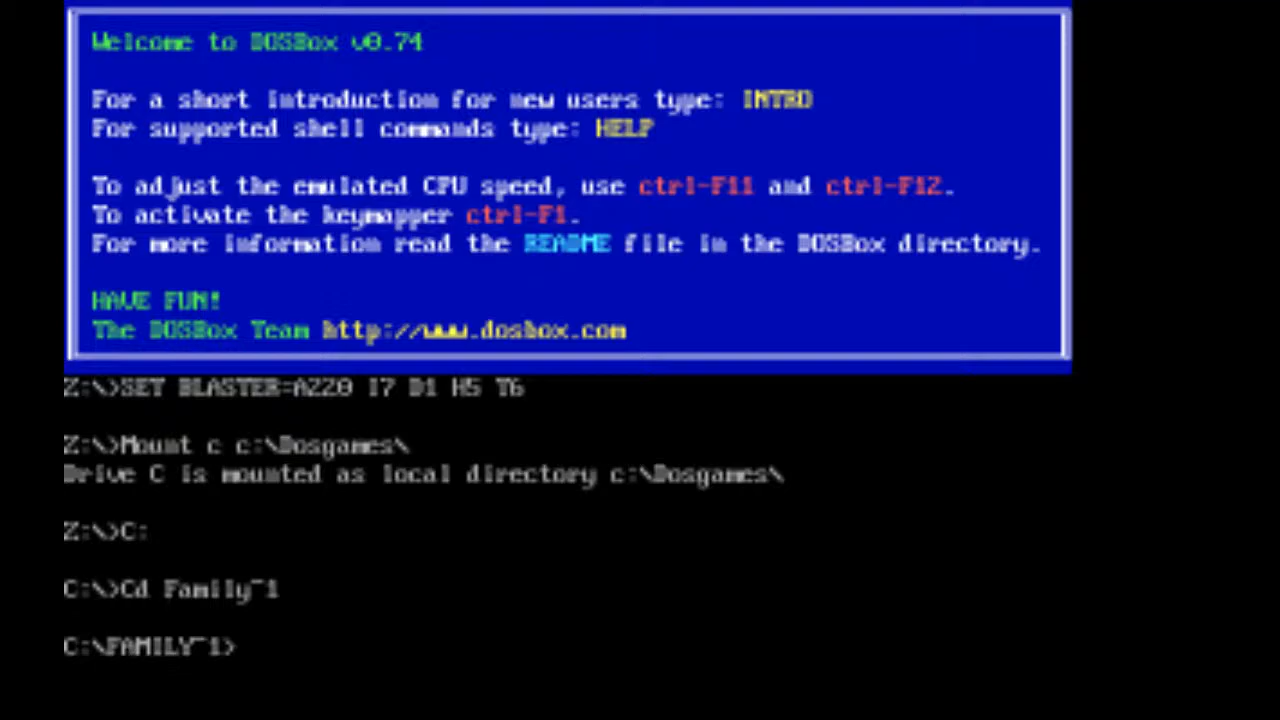 Welcome to DOSBox v0.74
For a short introduction for new users type: INTRO
For supported shell commands type: HELP
To adjust the emulated CPU speed, use ctrl-F11 and ctrl-F12.
To activate the keymapper ctrl-F1.
For more information read the README file in the DOSBox directory.
HAVE FUN!
The DOSBox Team http://www.dosbox.com
Z:\>SET BLASTER=A220 I7 D1 H5 T6
Z:\>Mount c c:\Dosgames\
Drive C is mounted as local directory c:\Dosgames\
Z:\>C:
C:\>Cd Family~1
C:\FAMILY~1>